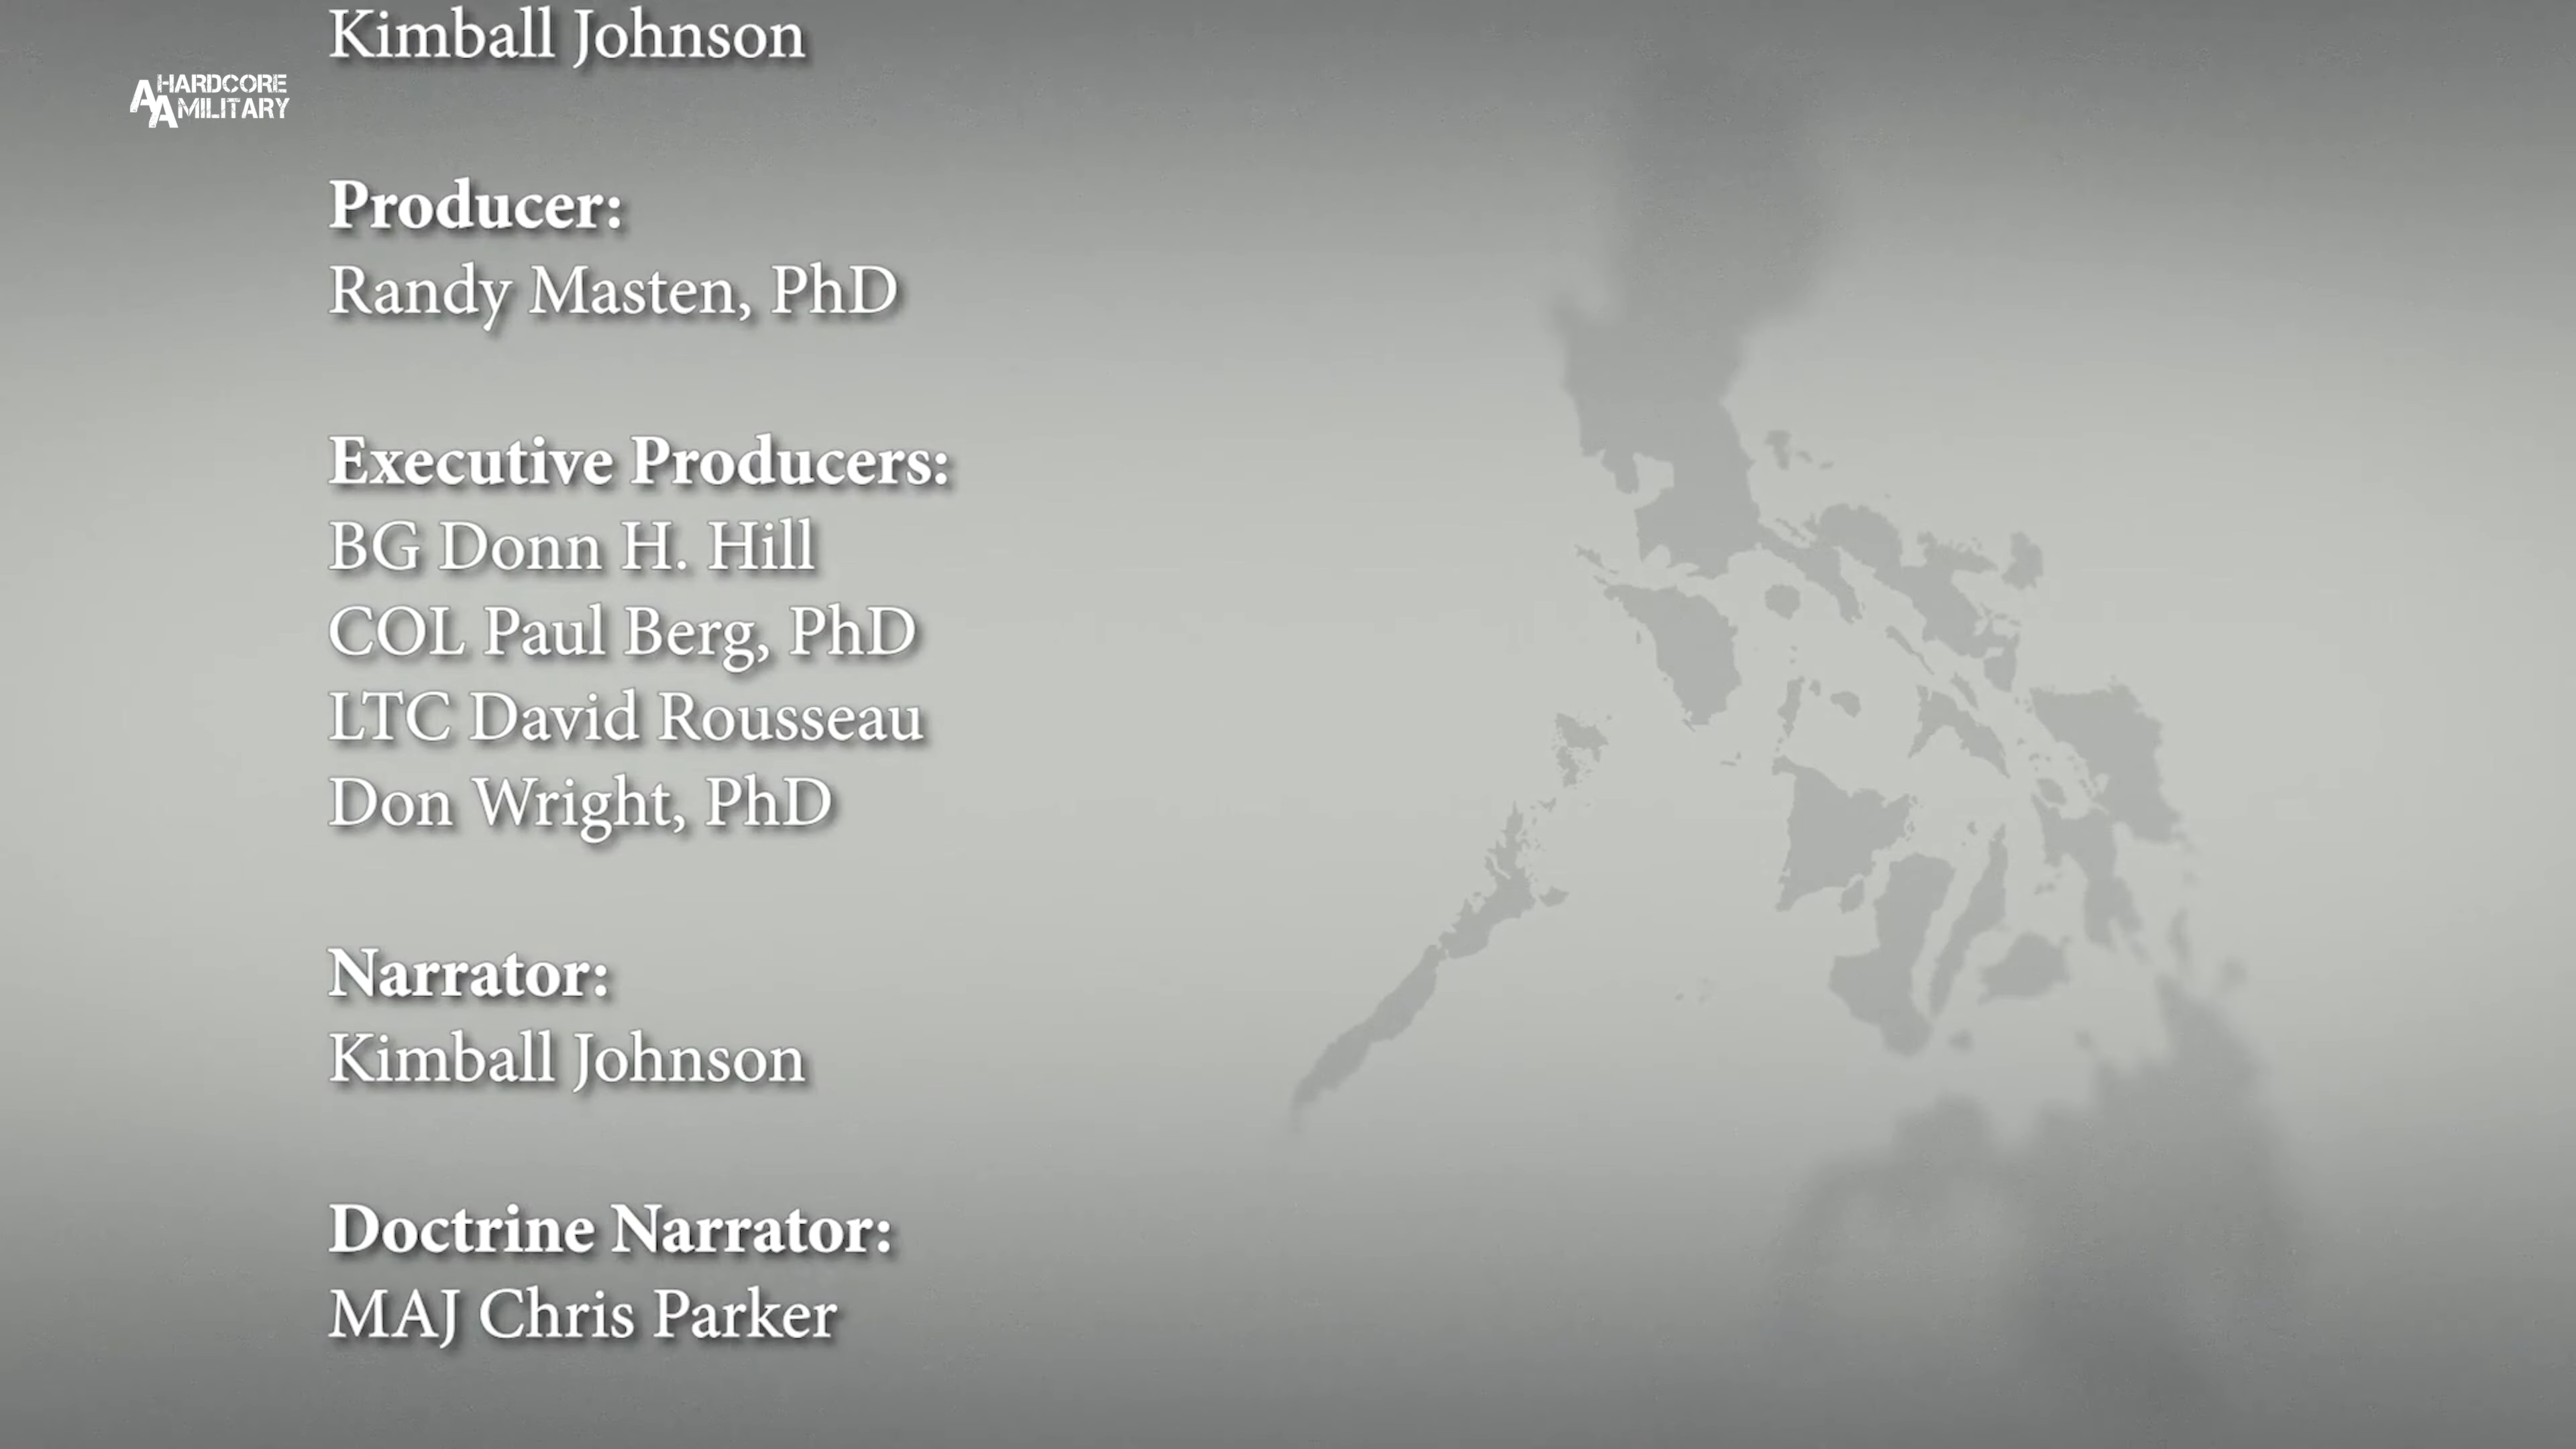 Kimball Johnson
AA HARDCORE
MILITARY
Producer:
Randy Masten, PhD
Executive Producers:
BG Donn H. Hill
COL Paul Berg, PhD
LTC David Rousseau
Don Wright, PhD
Narrator:
Kimball Johnson
Doctrine Narrator:
MAJ Chris Parker